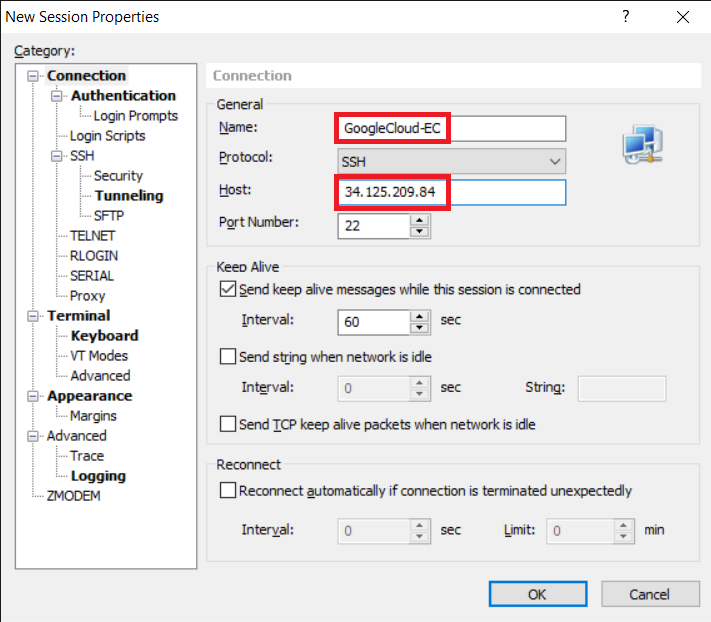 New Session Properties
?
Category:
Connection
Authentication
Login Prompts
Login Scripts
SSH
Security
Tunneling
SFTP
TELNET
RLOGIN
SERIAL
Proxy
Terminal
Keyboard
VT Modes
Advanced
Appearance
Margins
Advanced
Trace
Logging
ZMODEM
Connection
General
Name: GoogleCloud-EC
Protocol: SSH
Host: 34.125.209.84
Port Number: 22
Keep Alive
Send keep alive messages while this session is connected
Interval: 60 sec
Send string when network is idle
Interval: 0 sec String:
Send TCP keep alive packets when network is idle
Reconnect
Reconnect automatically if connection is terminated unexpectedly
Interval: 0 sec Limit: 0 min
OK Cancel